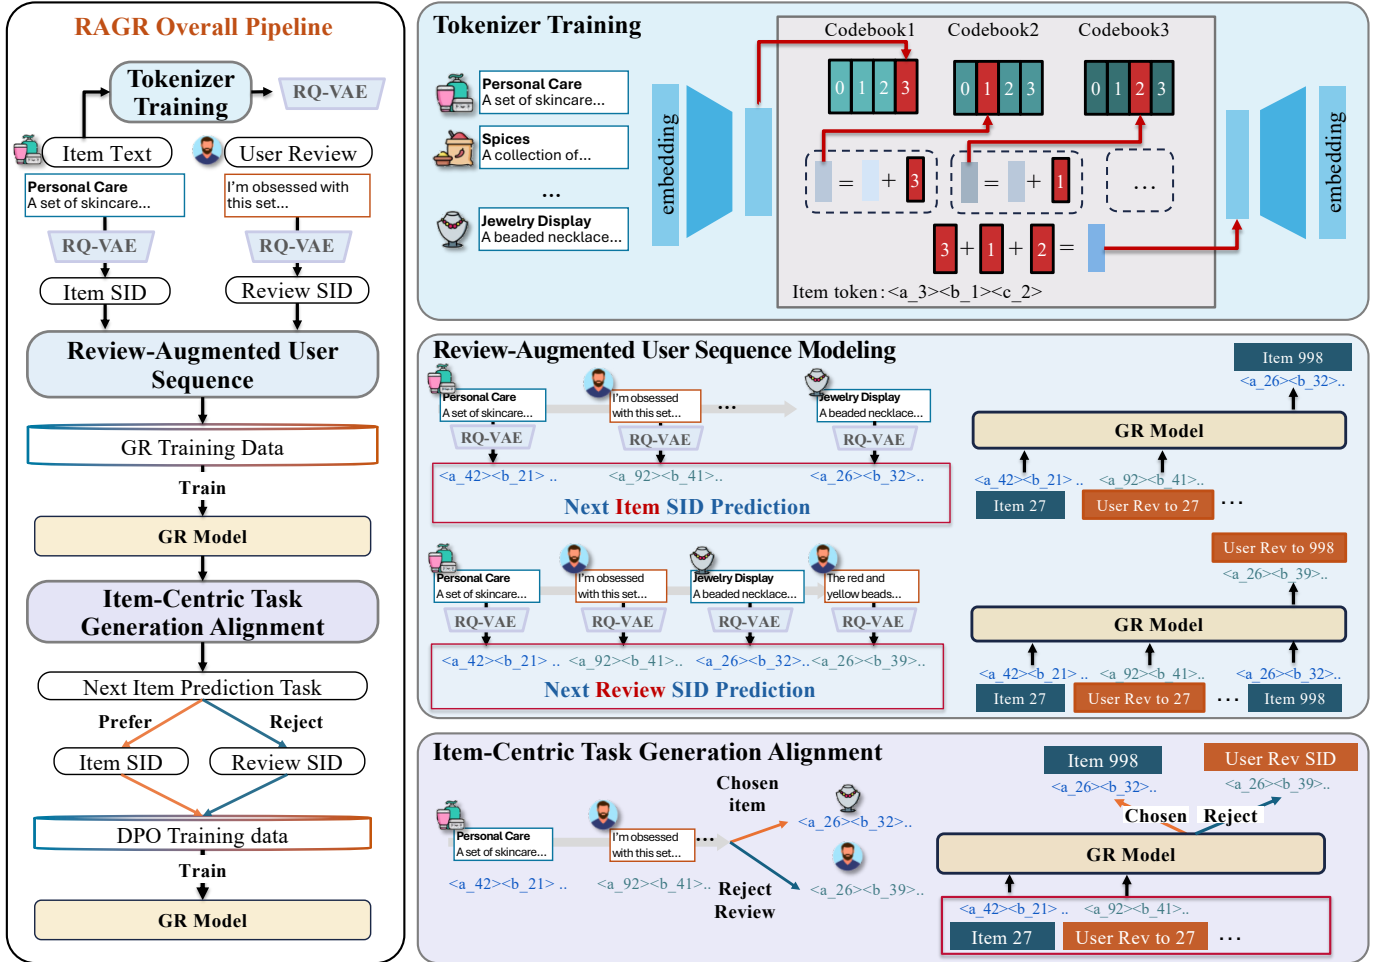 RAGR Overall Pipeline
Tokenizer
Training
RQ-VAE
Item Text
User Review
Personal Care
A set of skincare...
I'm obsessed with
this set...
RQ-VAE
RQ-VAE
Item SID
Review SID
Review-Augmented User
Sequence
GR Training Data
Train
GR Model
Item-Centric Task
Generation Alignment
Next Item Prediction Task
Prefer
Reject
Item SID
Review SID
DPO Training data
Train
GR Model
Tokenizer Training
Personal Care
A set of skincare...
Spices
A collection of...
...
Jewelry Display
A beaded necklace...
embedding
Codebook1
Codebook2
Codebook3
0 1 2 3
0 1 2 3
0 1 2 3
= + 3
= + 1
...
3 + 1 + 2 =
Item token: <a_3><b_1><c_2>
embedding
Review-Augmented User Sequence Modeling
Personal Care
A set of skincare...
I'm obsessed
with this set...
...
Jewelry Display
A beaded necklace...
RQ-VAE
RQ-VAE
RQ-VAE
<a_42><b_21> ..
<a_92><b_41>..
<a_26><b_32>..
Next Item SID Prediction
Item 998
<a_26><b_32>..
GR Model
<a_42><b_21> ..
<a_92><b_41>..
Item 27
User Rev to 27
...
Personal Care
A set of skincare...
I'm obsessed
with this set...
Jewelry Display
A beaded necklace...
The red and
yellow beads...
RQ-VAE
RQ-VAE
RQ-VAE
RQ-VAE
<a_42><b_21> ..
<a_92><b_41>..
<a_26><b_32>..
<a_26><b_39>..
Next Review SID Prediction
User Rev to 998
<a_26><b_39>..
GR Model
<a_42><b_21> ..
<a_92><b_41>..
<a_26><b_32>..
Item 27
User Rev to 27
...
Item 998
Item-Centric Task Generation Alignment
Personal Care
A set of skincare...
I'm obsessed
with this set...
...
<a_42><b_21> ..
<a_92><b_41>..
Chosen
item
<a_26><b_32>..
Reject
Review
<a_26><b_39>..
Item 998
User Rev SID
<a_26><b_32>..
<a_26><b_39>..
Chosen
Reject
GR Model
<a_42><b_21> ..
<a_92><b_41>..
Item 27
User Rev to 27
...